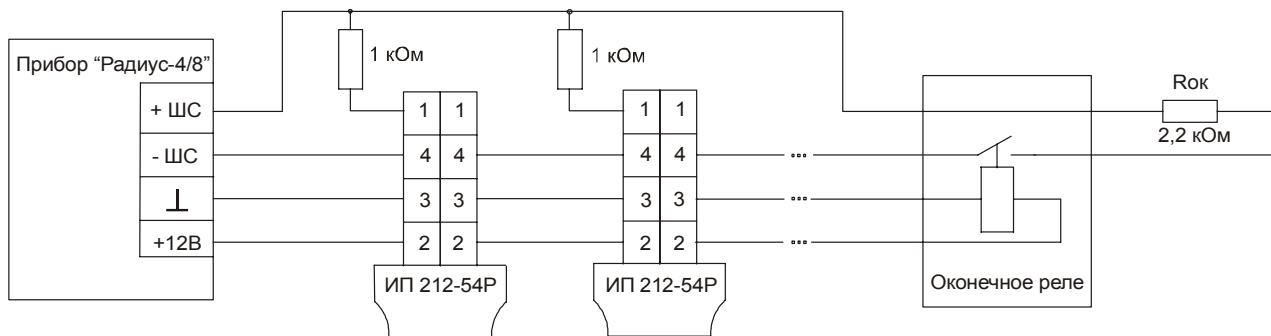 Прибор “Радиус-4/8”
+ ШС
- ШС
⊥
+12В
1 кОм
1 кОм
1 1
4 4
3 3
2 2
ИП 212-54Р
1 1
4 4
3 3
2 2
ИП 212-54Р
Rок
2,2 кОм
Оконечное реле